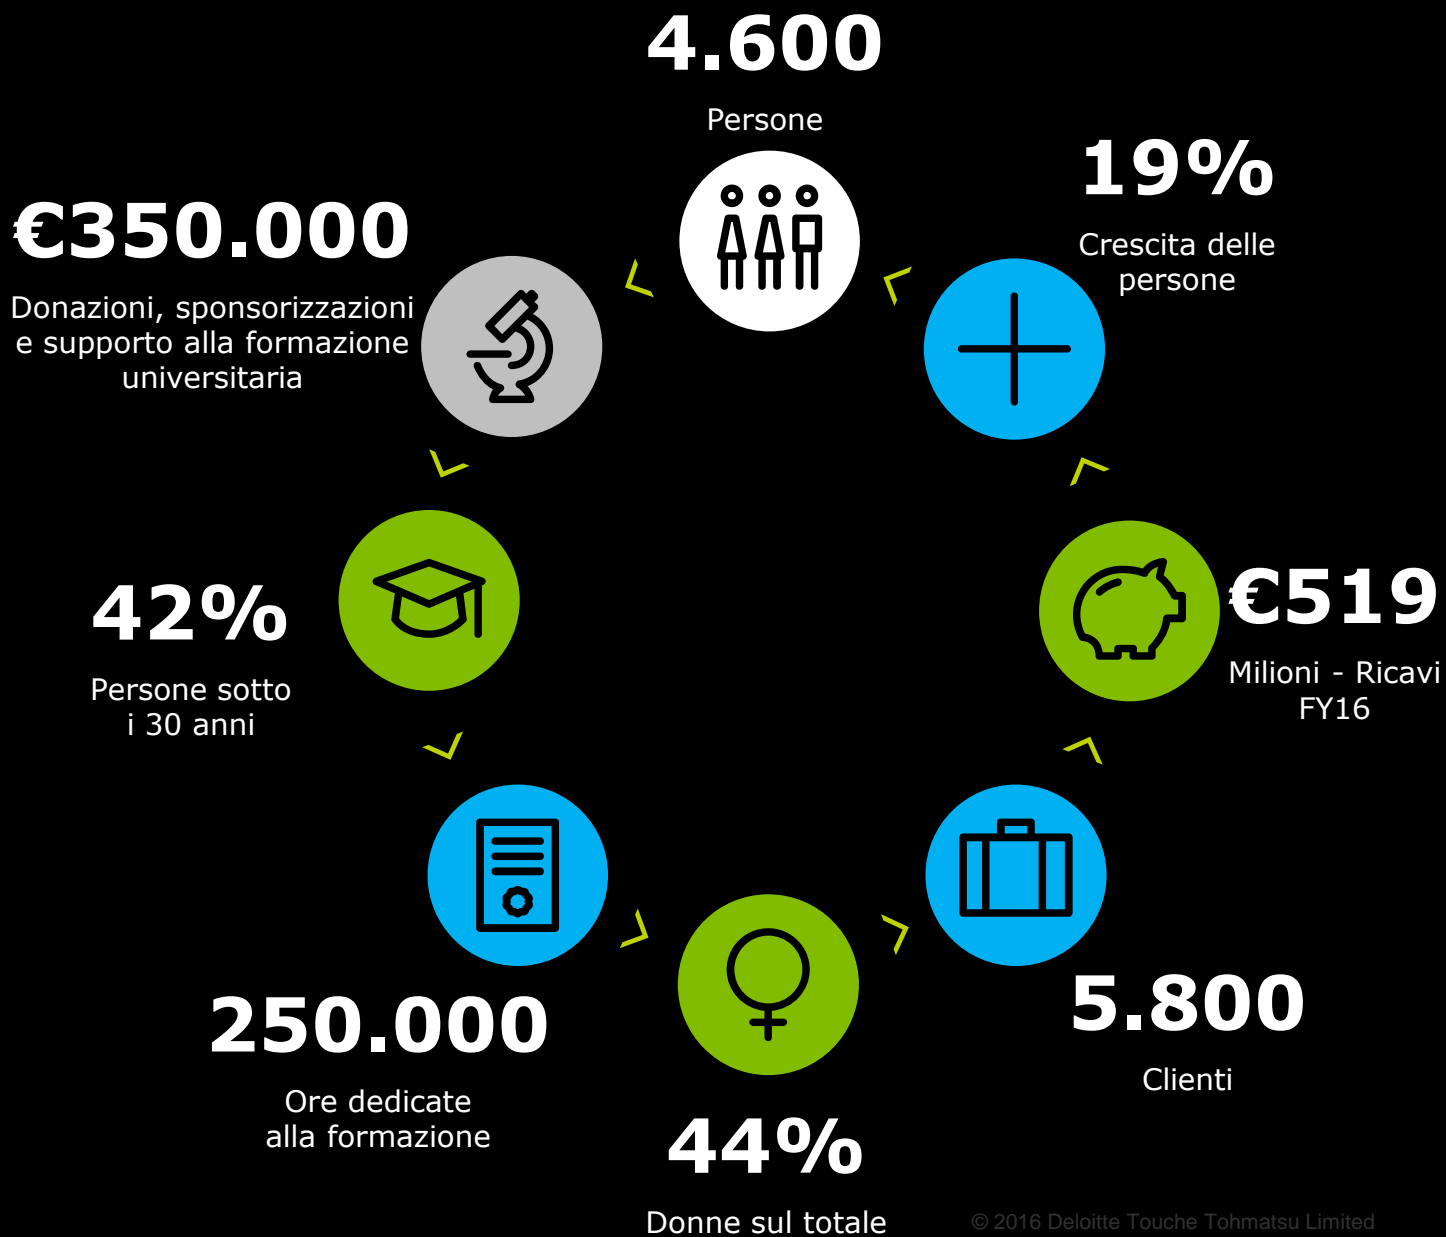 4.600
Persone
19%
Crescita delle
persone
€350.000
Donazioni, sponsorizzazioni
e supporto alla formazione
universitaria
42%
Persone sotto
i 30 anni
€519
Milioni - Ricavi
FY16
250.000
Ore dedicate
alla formazione
5.800
Clienti
44%
Donne sul totale
© 2016 Deloitte Touche Tohmatsu Limited